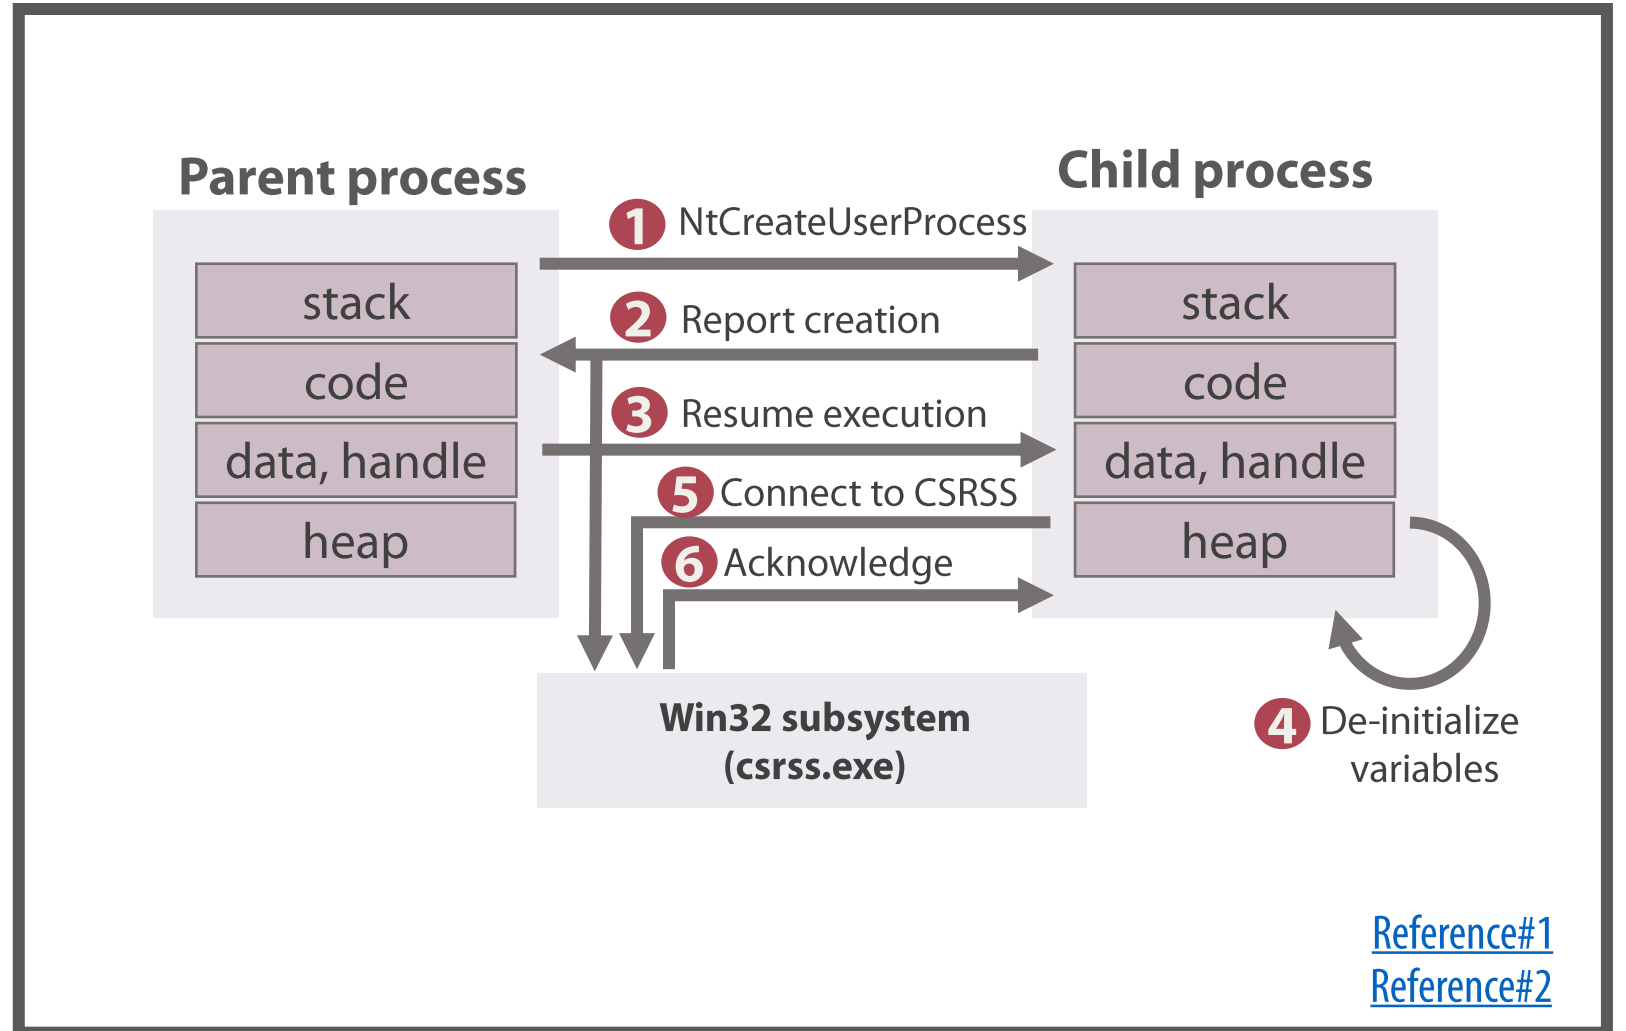 Parent process
Child process
1 NtCreateUserProcess
stack
stack
2 Report creation
code
code
3 Resume execution
data, handle
data, handle
5 Connect to CSRSS
heap
heap
6 Acknowledge
Win32 subsystem
(csrss.exe)
4 De-initialize
variables
Reference#1
Reference#2